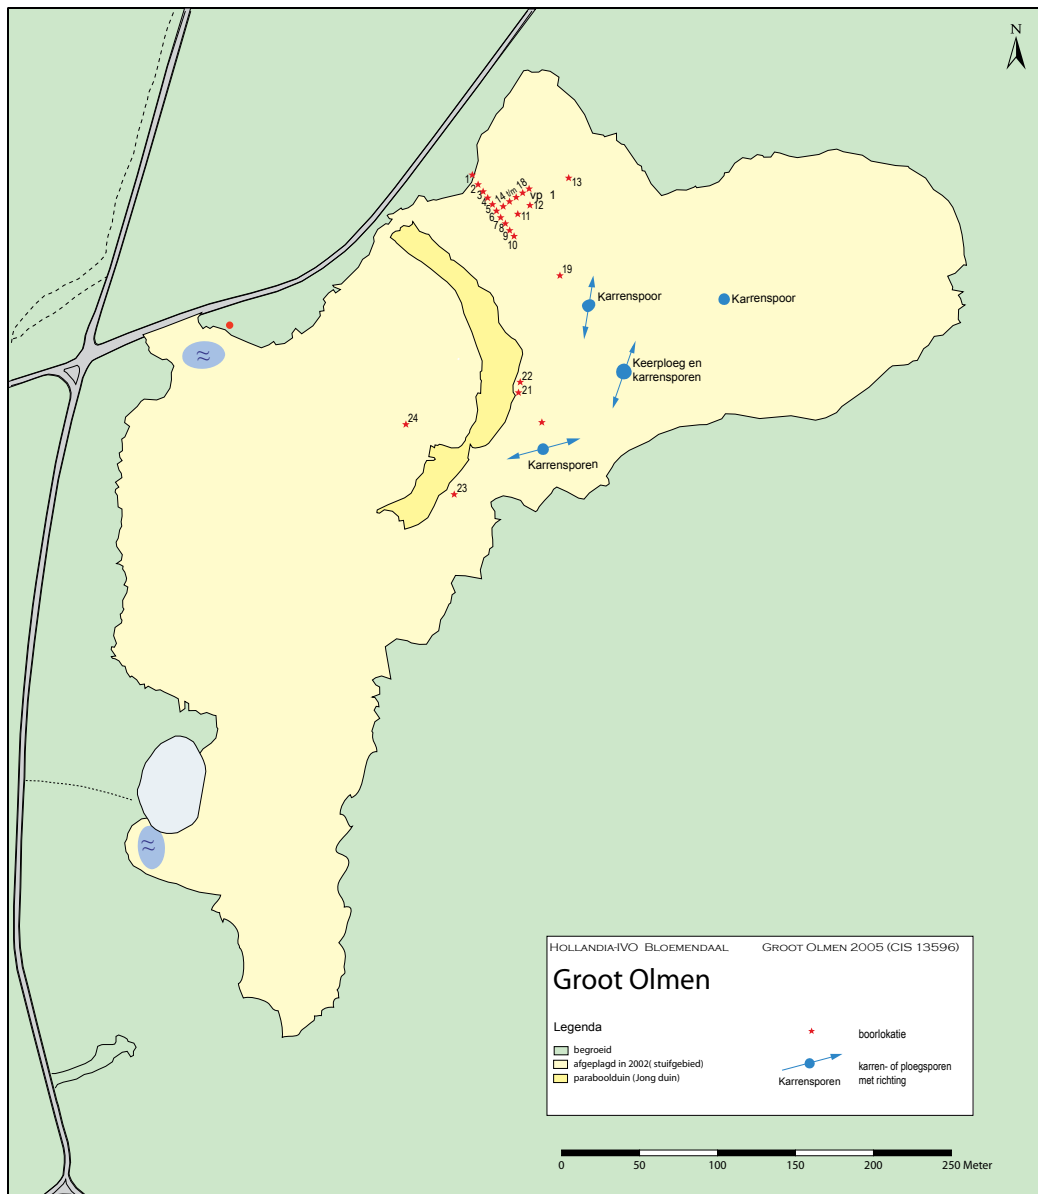 N
1
2
3
4
5
6
7
8
9
10
14 t/m 18
vp 1
13
12
11
19
Karrenspoor
Karrenspoor
Keerploeg en
karrensporen
22
21
24
Karrensporen
23
HOLLANDIA-IVO BLOEMENDAAL GROOT OLMEN 2005 (CIS 13596)
Groot Olmen
Legenda
begroeid
afgeplagd in 2002( stuifgebied)
paraboolduin (Jong duin)
boorlokatie
Karrensporen
karren- of ploegsporen
met richting
0 50 100 150 200 250 Meter